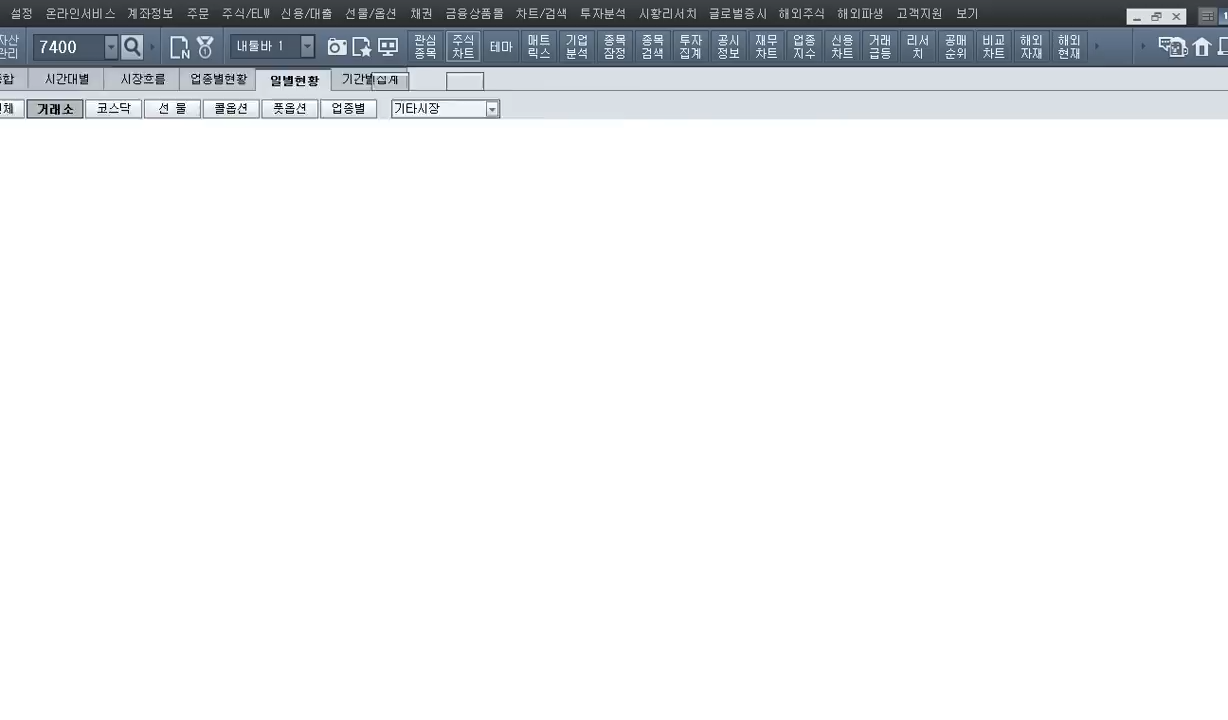 설정 온라인서비스 계좌정보 주문 주식/ELW 신용/대출 선물/옵션 채권 금융상품몰 차트/검색 투자분석 시황리서치 글로벌증시 해외주식 해외파생 고객지원 보기
자산 관리 7400 N 내툴바 1 관심 종목 주식 차트 테마 매트 릭스 기업 분석 종목 잠정 종목 검색 투자 집계 공시 정보 재무 차트 업종 지수 신용 차트 거래 급등 리서 치 공매 순위 비교 차트 해외 자재 해외 현재
시간대별 시장흐름 업종별현황 일별현황 기간별집계
거래소 코스닥 선 물 콜옵션 풋옵션 업종별 기타시장